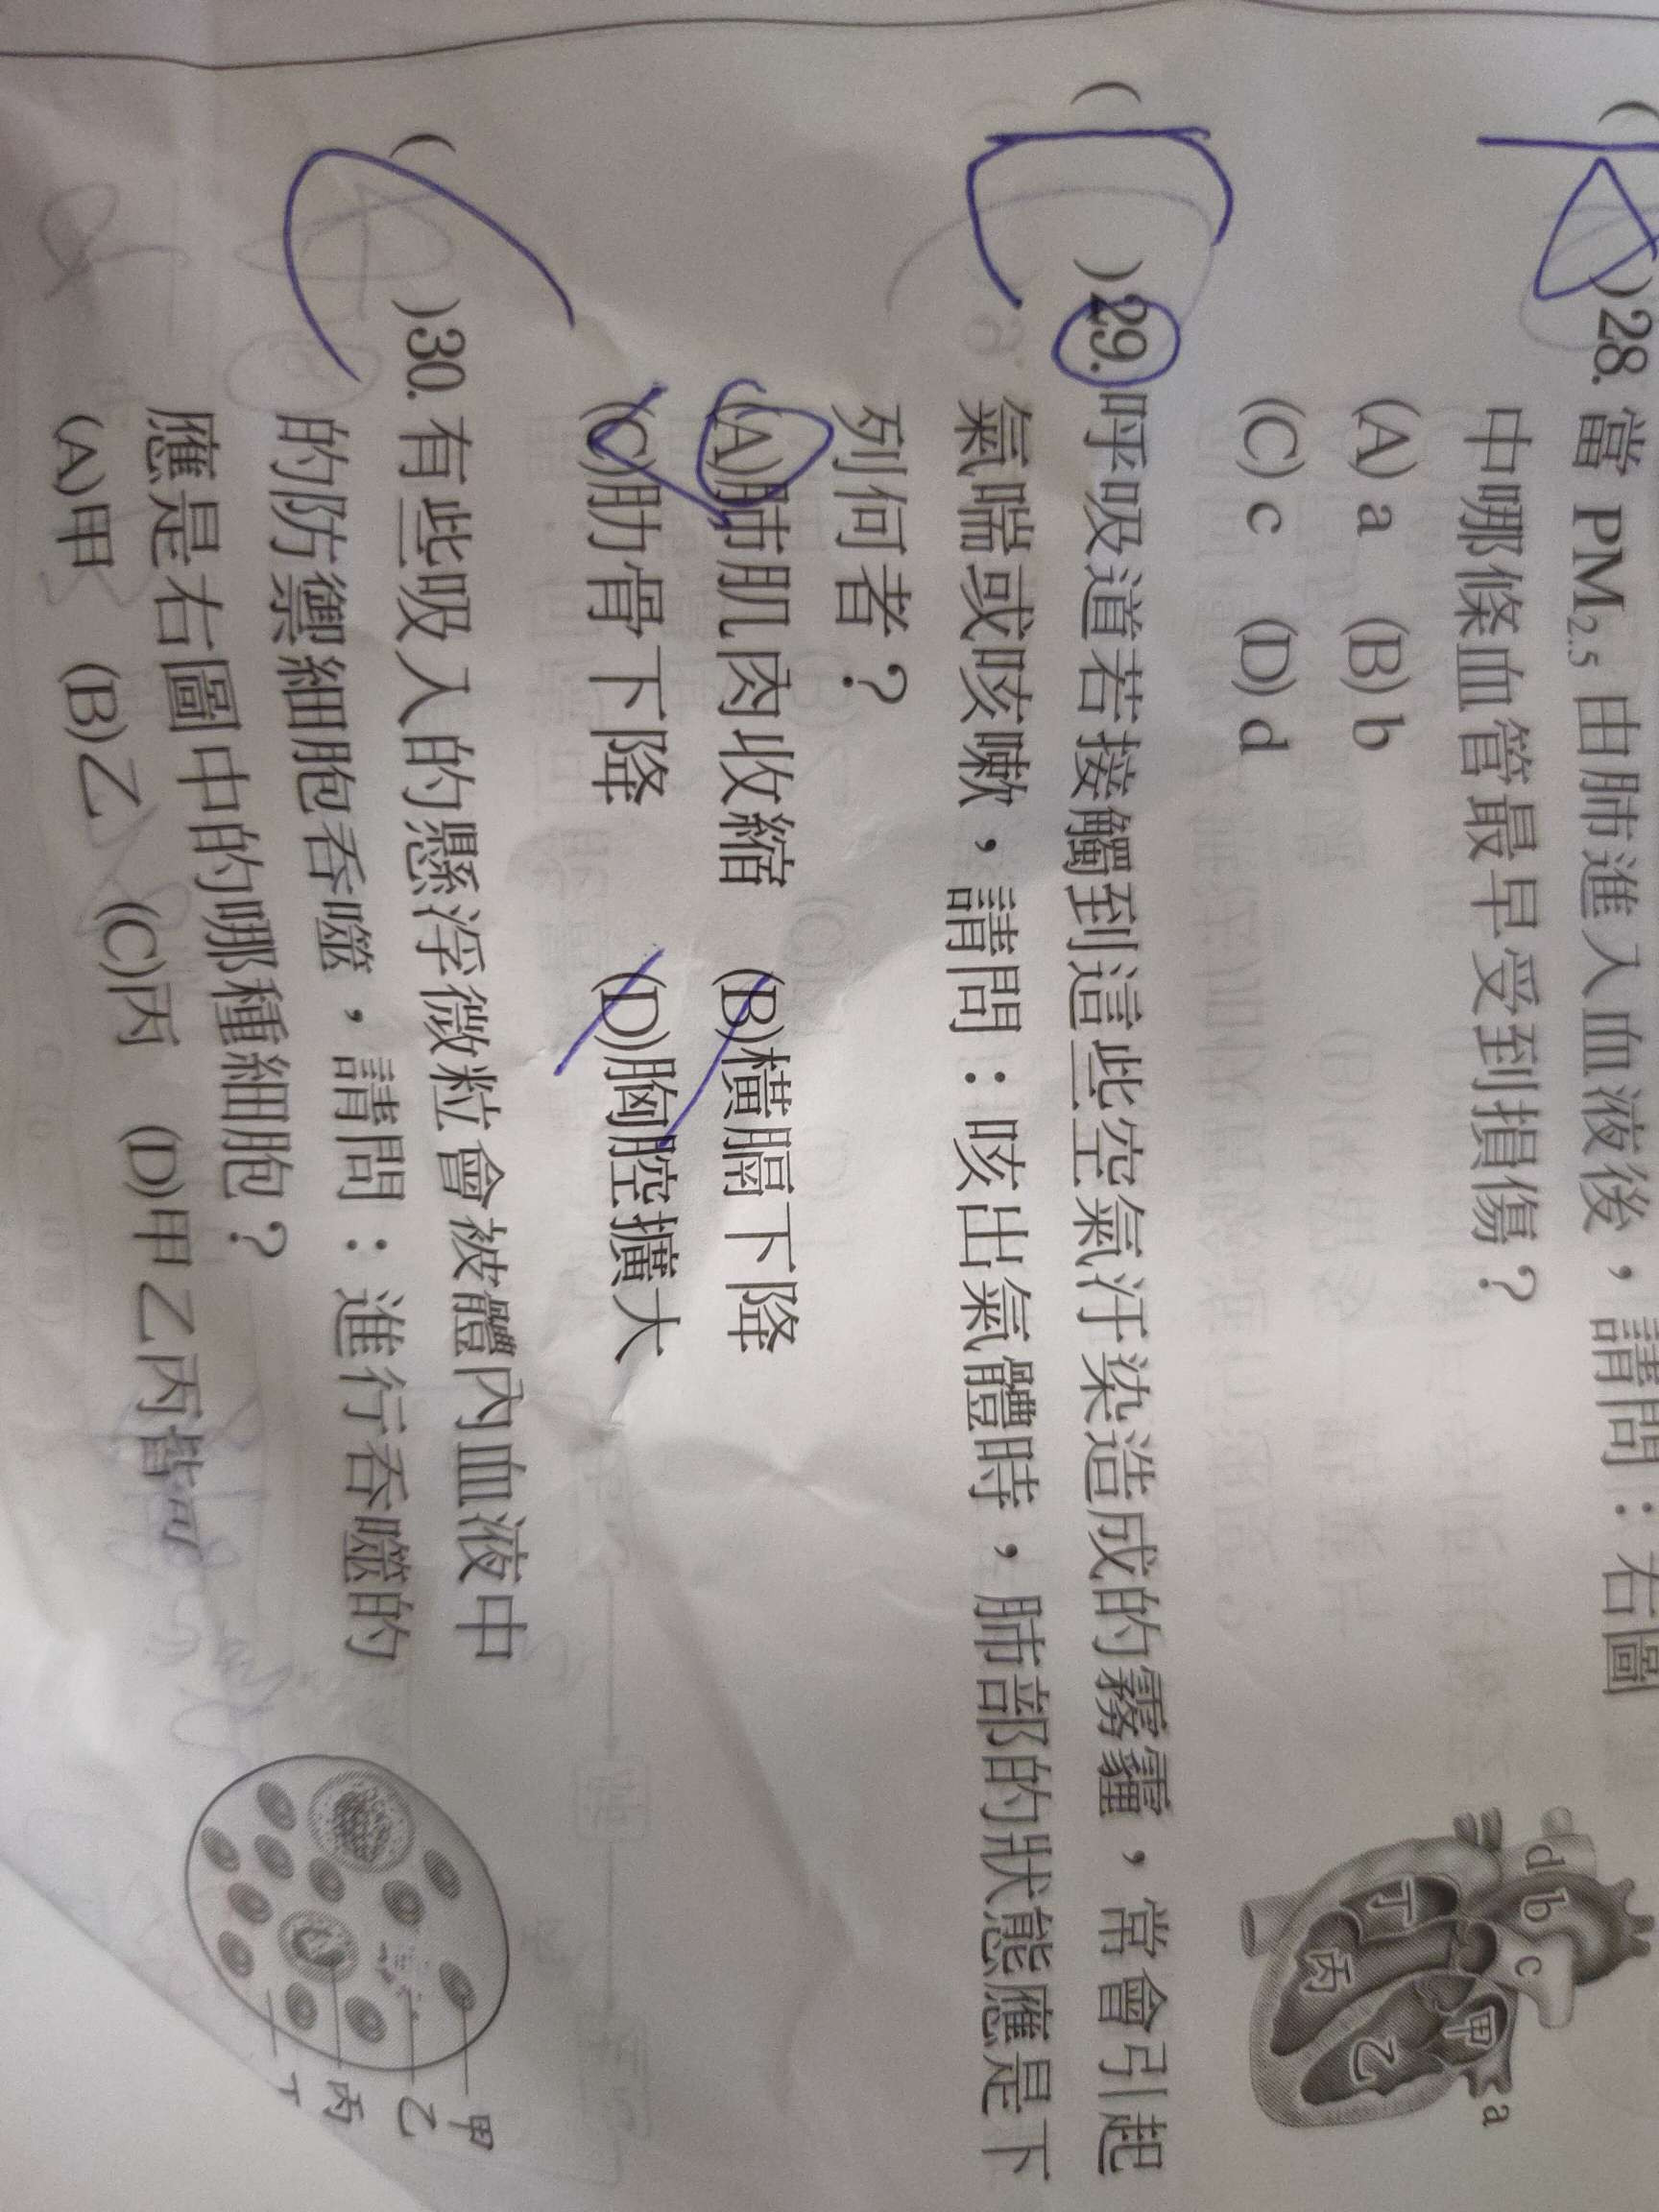 ( )28. 當 PM2.5 由肺進入血液後，請問：右圖
中哪條血管最早受到損傷？
(A) a (B) b
(C) c (D) d
d b c
丁 甲 a
丙 乙
( )29. 呼吸道若接觸到這些空氣汙染造成的霧霾，常會引起
氣喘或咳嗽，請問：咳出氣體時，肺部的狀態應是下
列何者？
(A)肺肌肉收縮 (B)橫膈下降
(C)肋骨下降 (D)胸腔擴大
( )30. 有些吸入的懸浮微粒會被體內血液中
的防禦細胞吞噬，請問：進行吞噬的
應是右圖中的哪種細胞？
(A)甲 (B)乙 (C)丙 (D)甲乙丙皆可
甲
乙
丙
丁